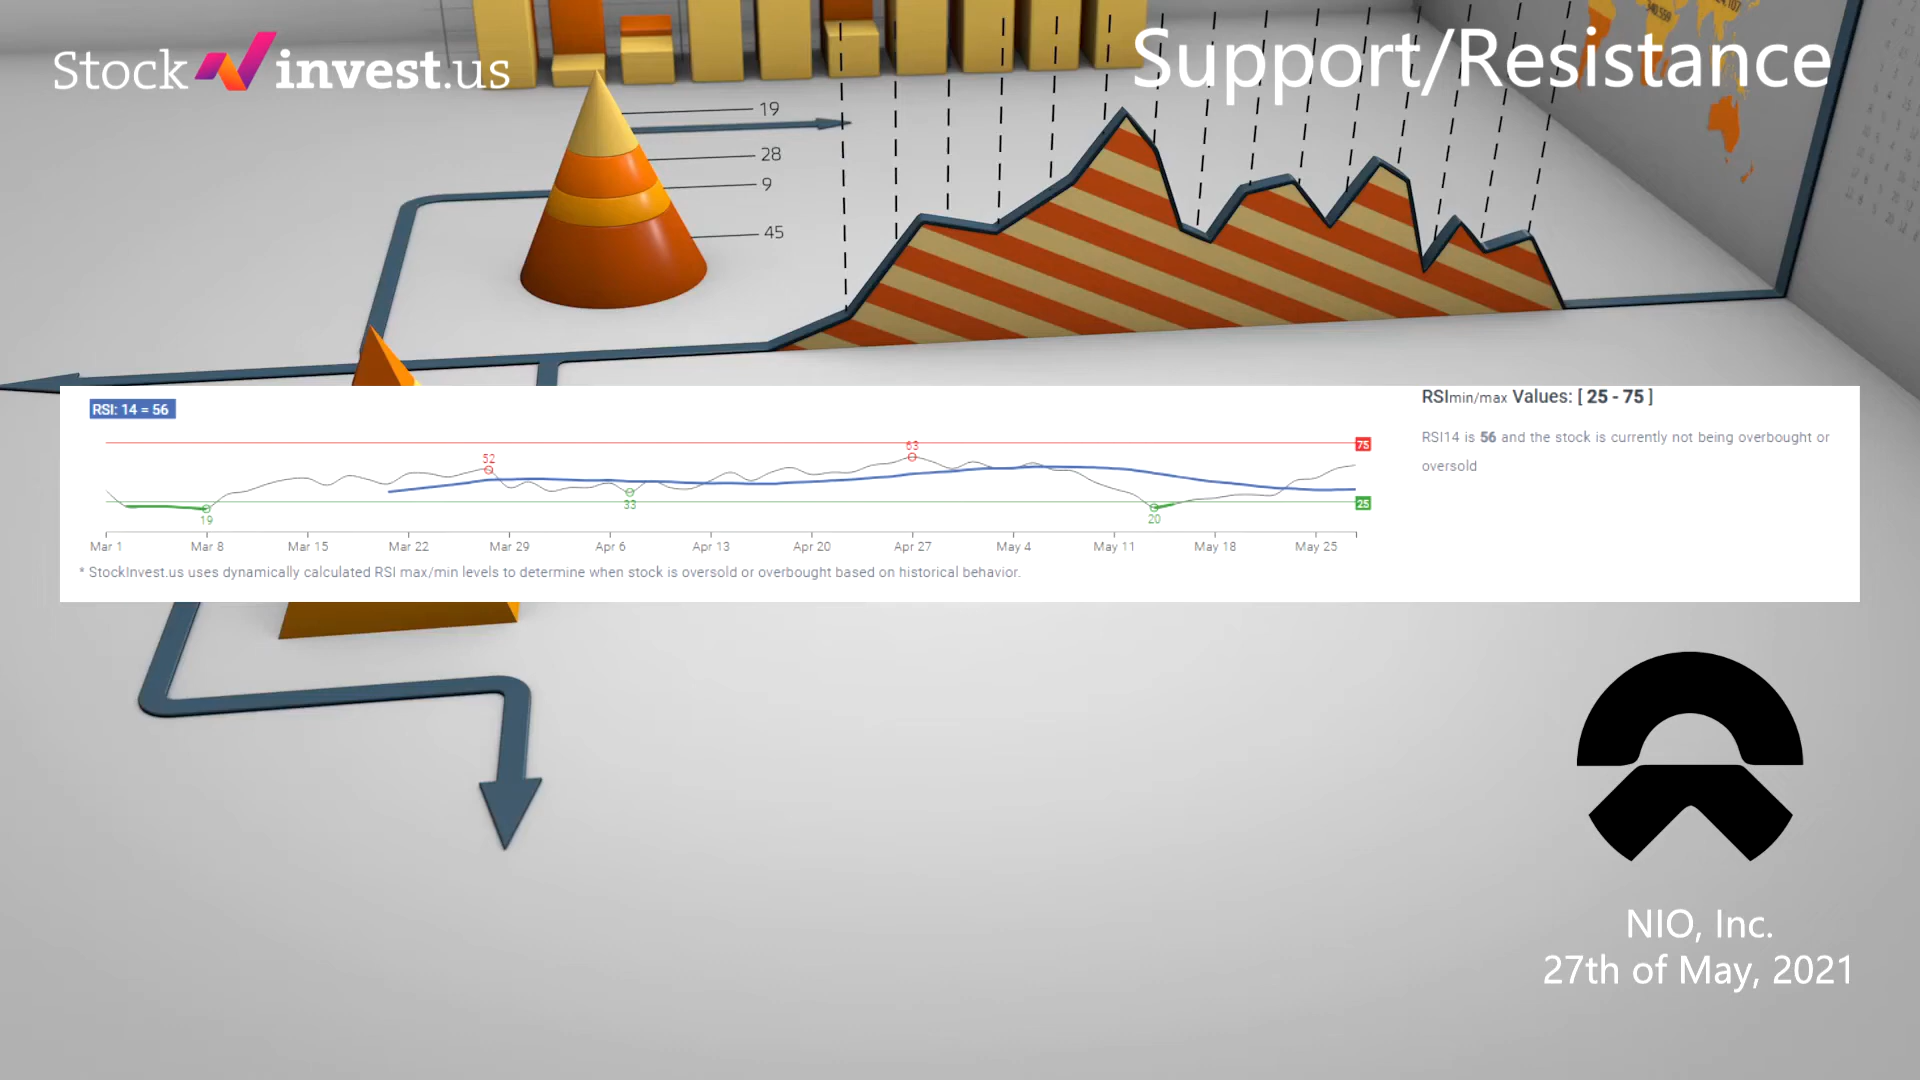 Stock invest.us
Support/Resistance
19
28
9
45
RSI: 14 = 56
75
52
63
25
19
33
20
Mar 1 Mar 8 Mar 15 Mar 22 Mar 29 Apr 6 Apr 13 Apr 20 Apr 27 May 4 May 11 May 18 May 25
* StockInvest.us uses dynamically calculated RSI max/min levels to determine when stock is oversold or overbought based on historical behavior.
RSImin/max Values: [ 25 - 75 ]
RSI14 is 56 and the stock is currently not being overbought or
oversold
NIO, Inc.
27th of May, 2021